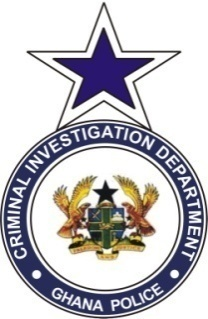 CRIMINAL INVESTIGATION DEPARTMENT
GHANA POLICE